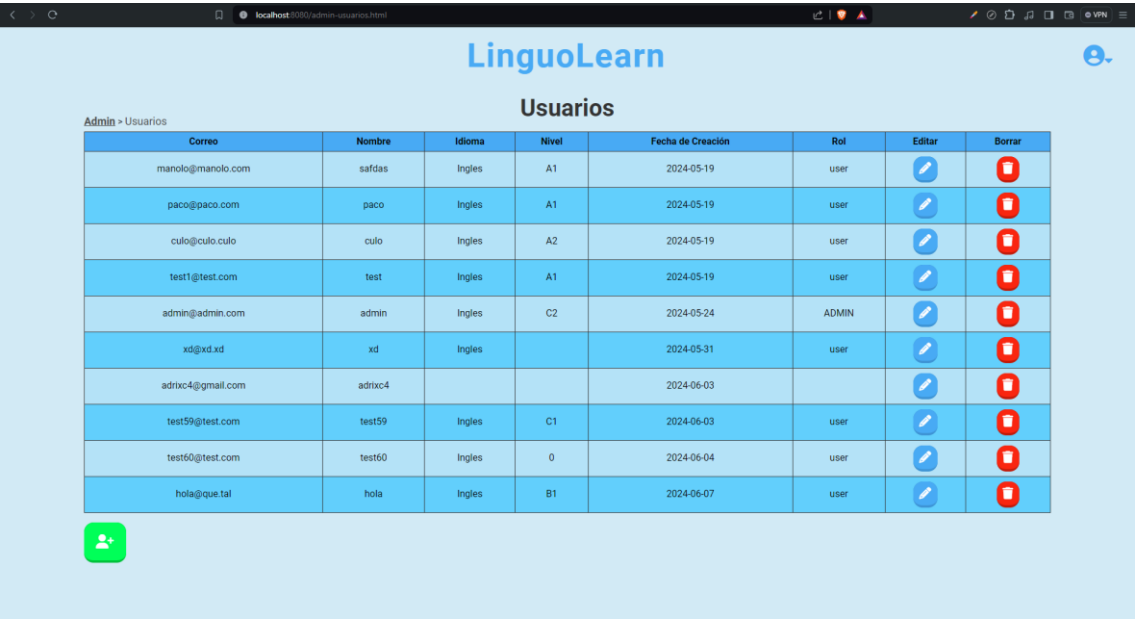 localhost:8080/admin-usuarios.html
VPN
LinguoLearn
Usuarios
Admin > Usuarios
Correo Nombre Idioma Nivel Fecha de Creación Rol Editar Borrar
manolo@manolo.com safdas Ingles A1 2024-05-19 user
paco@paco.com paco Ingles A1 2024-05-19 user
culo@culo.culo culo Ingles A2 2024-05-19 user
test1@test.com test Ingles A1 2024-05-19 user
admin@admin.com admin Ingles C2 2024-05-24 ADMIN
xd@xd.xd xd Ingles 2024-05-31 user
adrixc4@gmail.com adrixc4 2024-06-03
test59@test.com test59 Ingles C1 2024-06-03 user
test60@test.com test60 Ingles 0 2024-06-04 user
hola@que.tal hola Ingles B1 2024-06-07 user